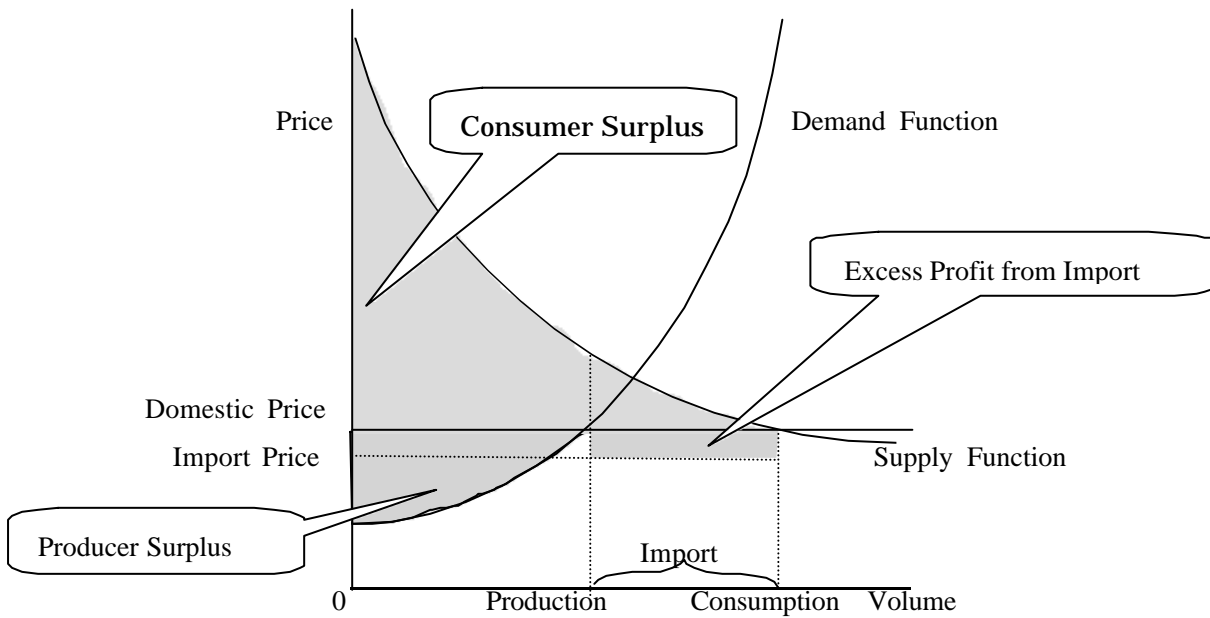 Price
Consumer Surplus
Demand Function
Excess Profit from Import
Domestic Price
Import Price
Supply Function
Producer Surplus
Import
0
Production
Consumption
Volume